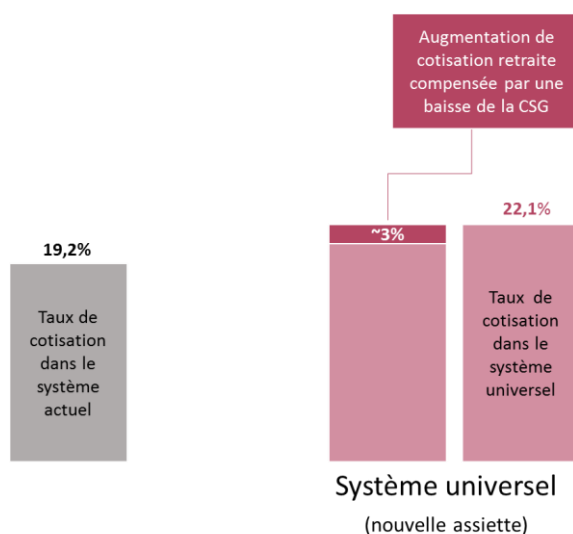 Augmentation de
cotisation retraite
compensée par une
baisse de la CSG
22,1%
~3%
19,2%
Taux de
cotisation
dans le
système
actuel
Taux de
cotisation
dans le
système
universel
Système universel
(nouvelle assiette)